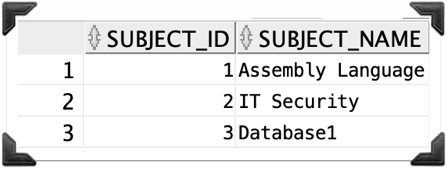 SUBJECT_ID SUBJECT_NAME
1 1 Assembly Language
2 2 IT Security
3 3 Database1